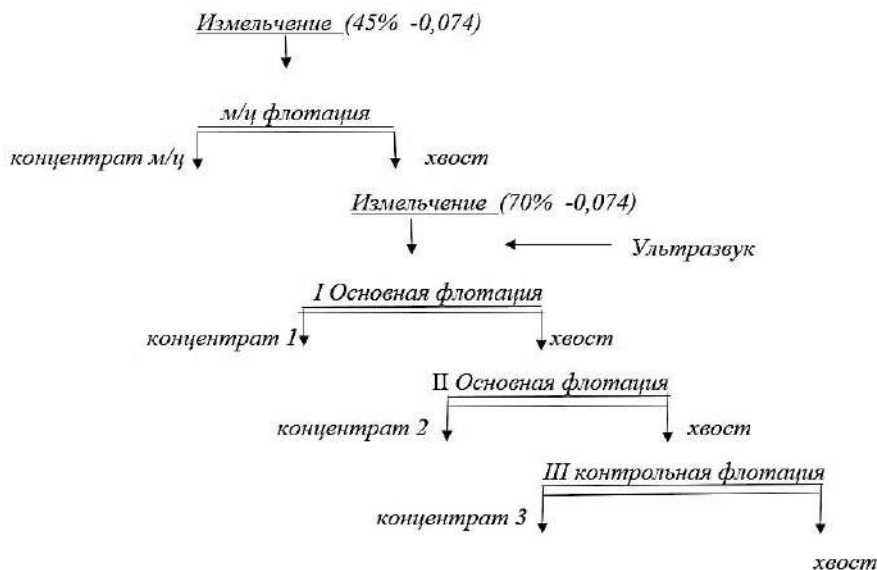 Измельчение (45% -0,074)
м/ц флотация
концентрат м/ц
хвост
Измельчение (70% -0,074)
Ультразвук
I Основная флотация
концентрат 1
хвост
II Основная флотация
концентрат 2
хвост
III контрольная флотация
концентрат 3
хвост